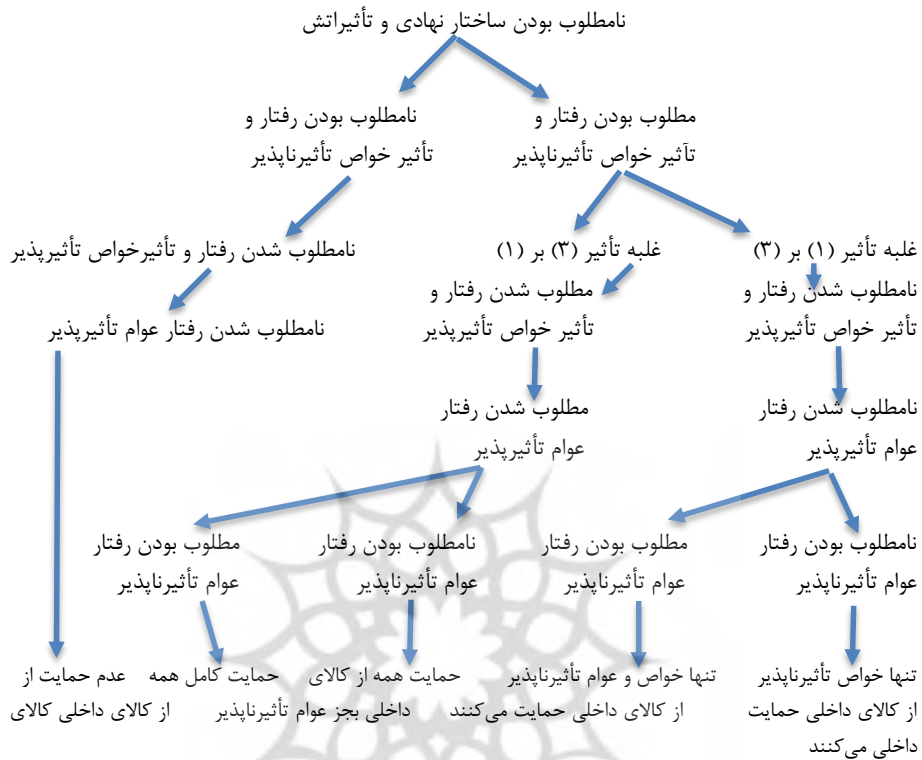 نامطلوب بودن ساختار نهادی و تأثیراتش
مطلوب بودن رفتار و
تآثیر خواص تأثیرناپذیر
نامطلوب بودن رفتار و
تأثیر خواص تأثیرناپذیر
غلبه تأثیر (۱) بر (۳)
غلبه تأثیر (۳) بر (۱)
نامطلوب شدن رفتار و تأثیرخواص تأثیرپذیر
نامطلوب شدن رفتار و
تأثیر خواص تأثیرپذیر
مطلوب شدن رفتار و
تأثیر خواص تأثیرپذیر
نامطلوب شدن رفتار عوام تأثیرپذیر
نامطلوب شدن رفتار
عوام تأثیرپذیر
مطلوب شدن رفتار
عوام تأثیرپذیر
نامطلوب بودن رفتار
عوام تأثیرناپذیر
مطلوب بودن رفتار
عوام تأثیرناپذیر
نامطلوب بودن رفتار
عوام تأثیرناپذیر
مطلوب بودن رفتار
عوام تأثیرناپذیر
تنها خواص تأثیرناپذیر
از کالای داخلی حمایت
داخلی می‌کنند
تنها خواص و عوام تأثیرناپذیر
از کالای داخلی حمایت می‌کنند
حمایت همه از کالای
داخلی بجز عوام تأثیرناپذیر
حمایت کامل همه
از کالای داخلی
عدم حمایت از
کالای